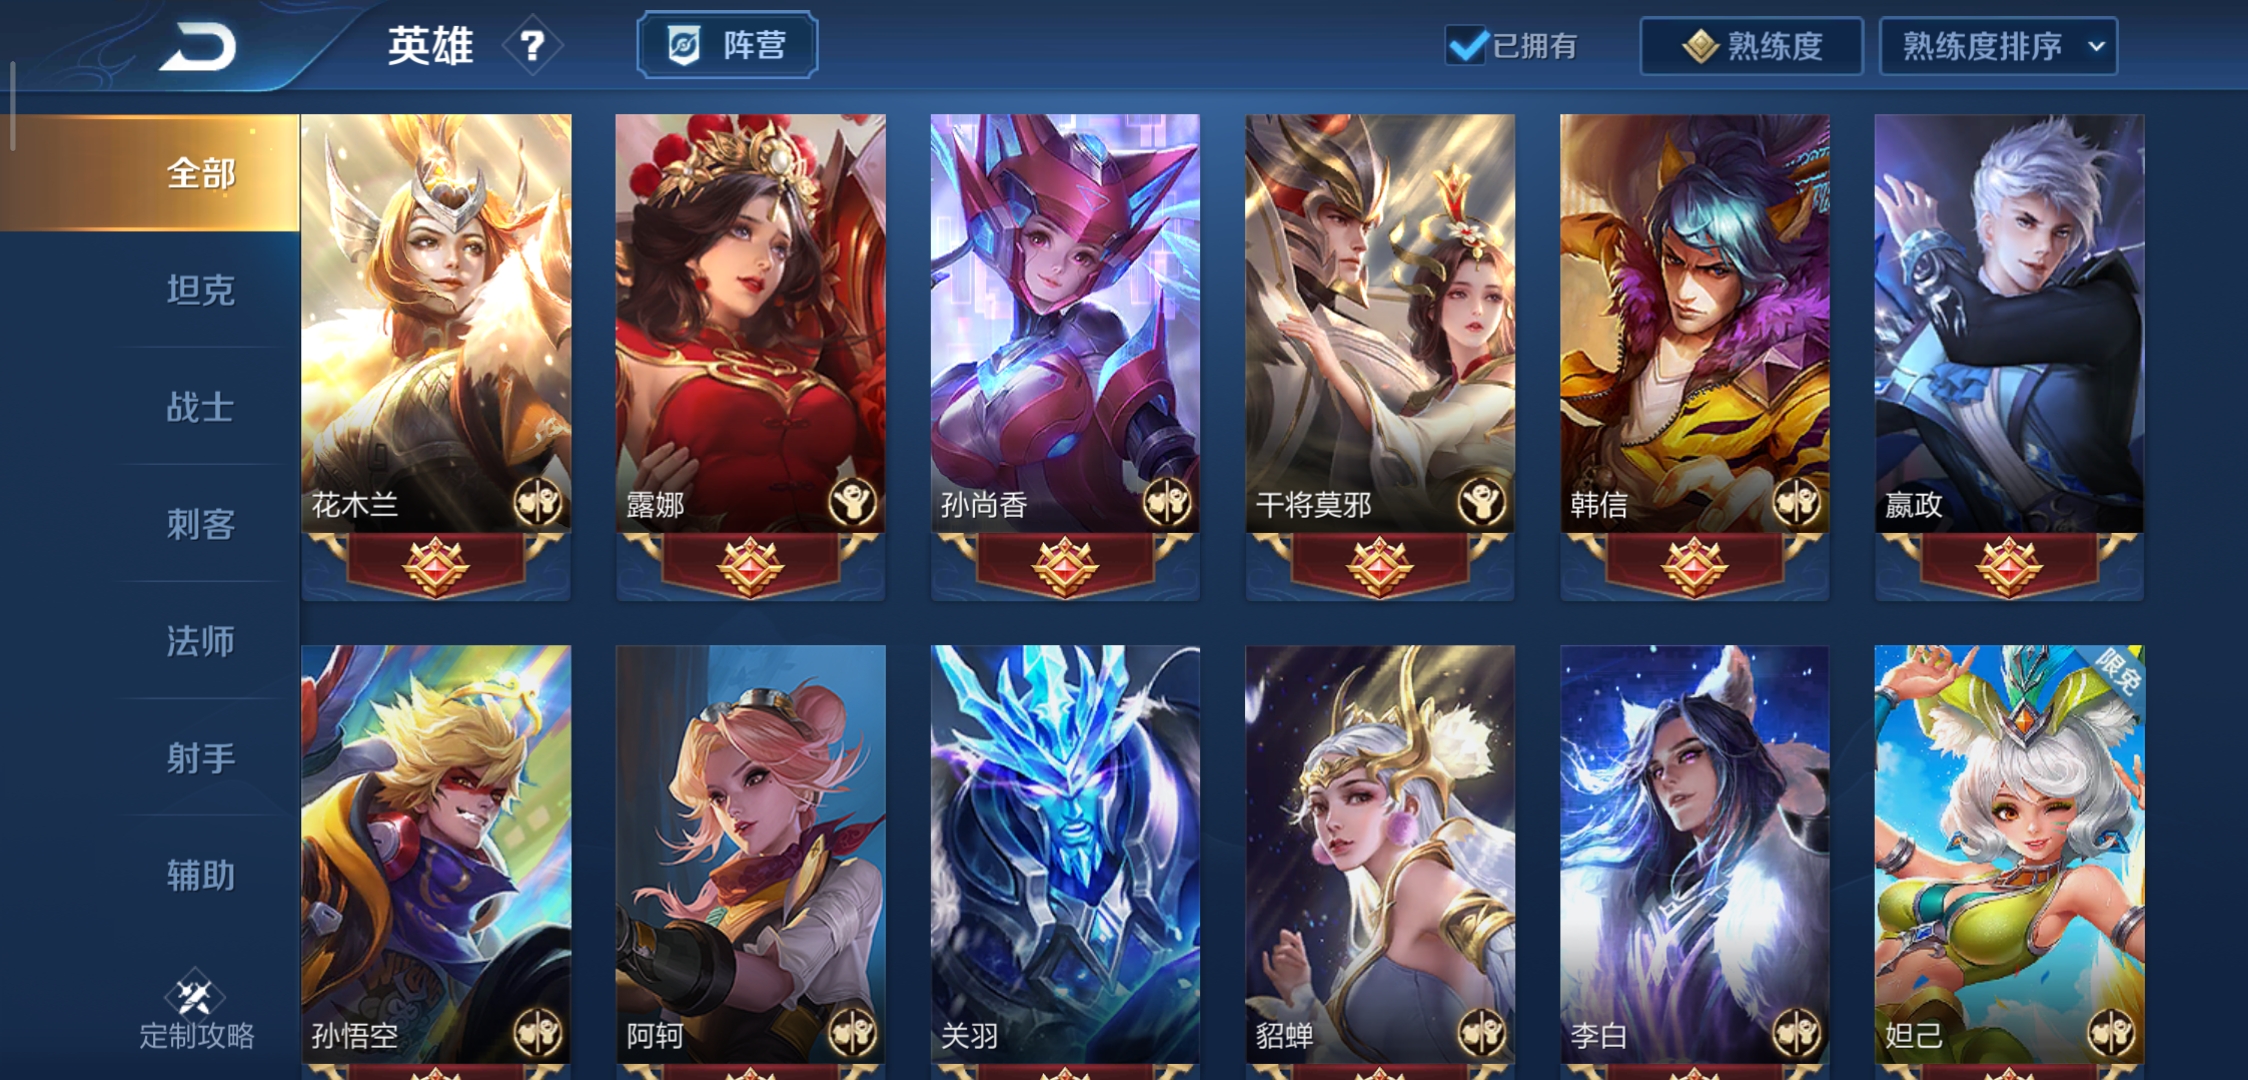 英雄 ?
阵营
已拥有
熟练度
熟练度排序
全部
坦克
战士
刺客
法师
射手
辅助
定制攻略
花木兰
露娜
孙尚香
干将莫邪
韩信
嬴政
限免
孙悟空
阿轲
关羽
貂蝉
李白
妲己